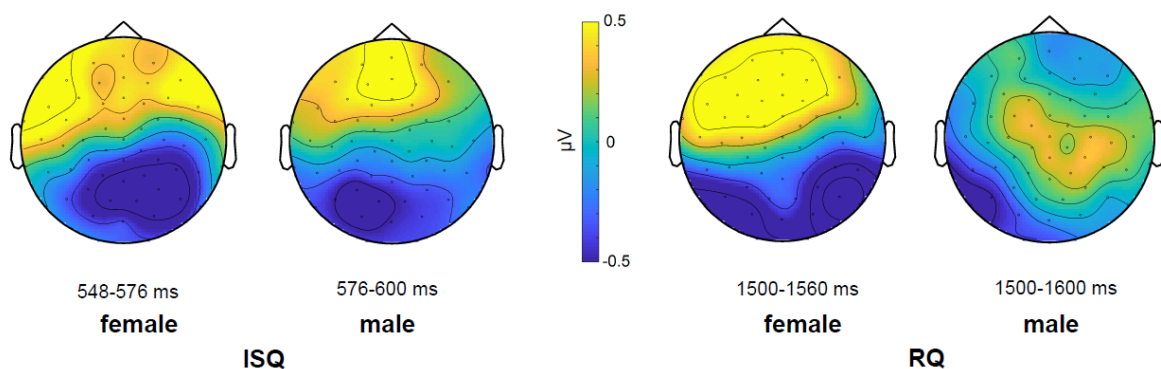 0.5
0
-0.5
μV
548-576 ms
576-600 ms
1500-1560 ms
1500-1600 ms
female
male
female
male
ISQ
RQ